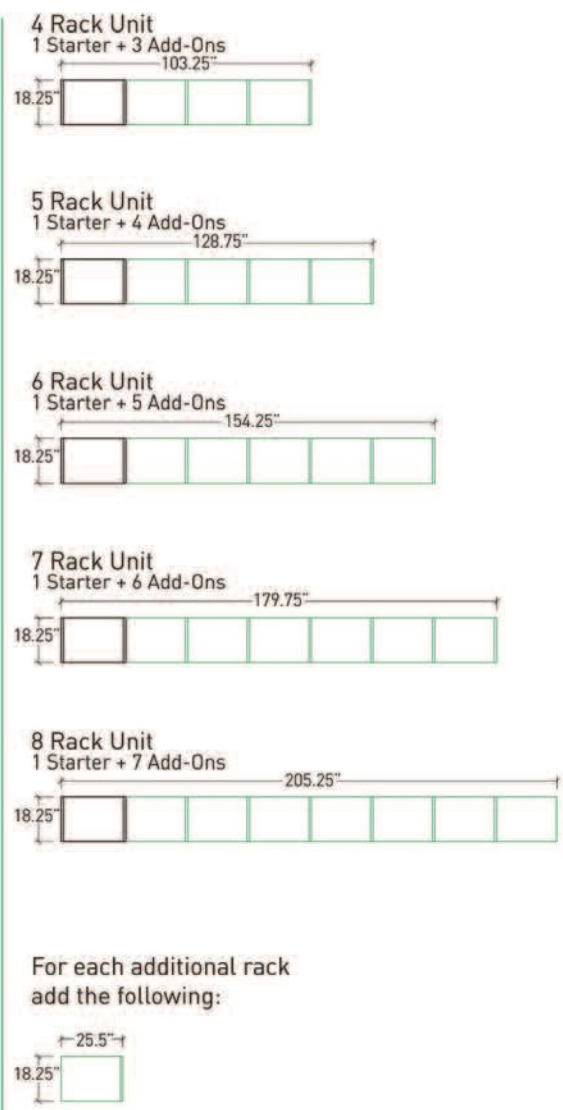 4 Rack Unit
1 Starter + 3 Add-Ons
103.25"
18.25"
5 Rack Unit
1 Starter + 4 Add-Ons
128.75"
18.25"
6 Rack Unit
1 Starter + 5 Add-Ons
154.25"
18.25"
7 Rack Unit
1 Starter + 6 Add-Ons
179.75"
18.25"
8 Rack Unit
1 Starter + 7 Add-Ons
205.25"
18.25"
For each additional rack
add the following:
25.5"
18.25"